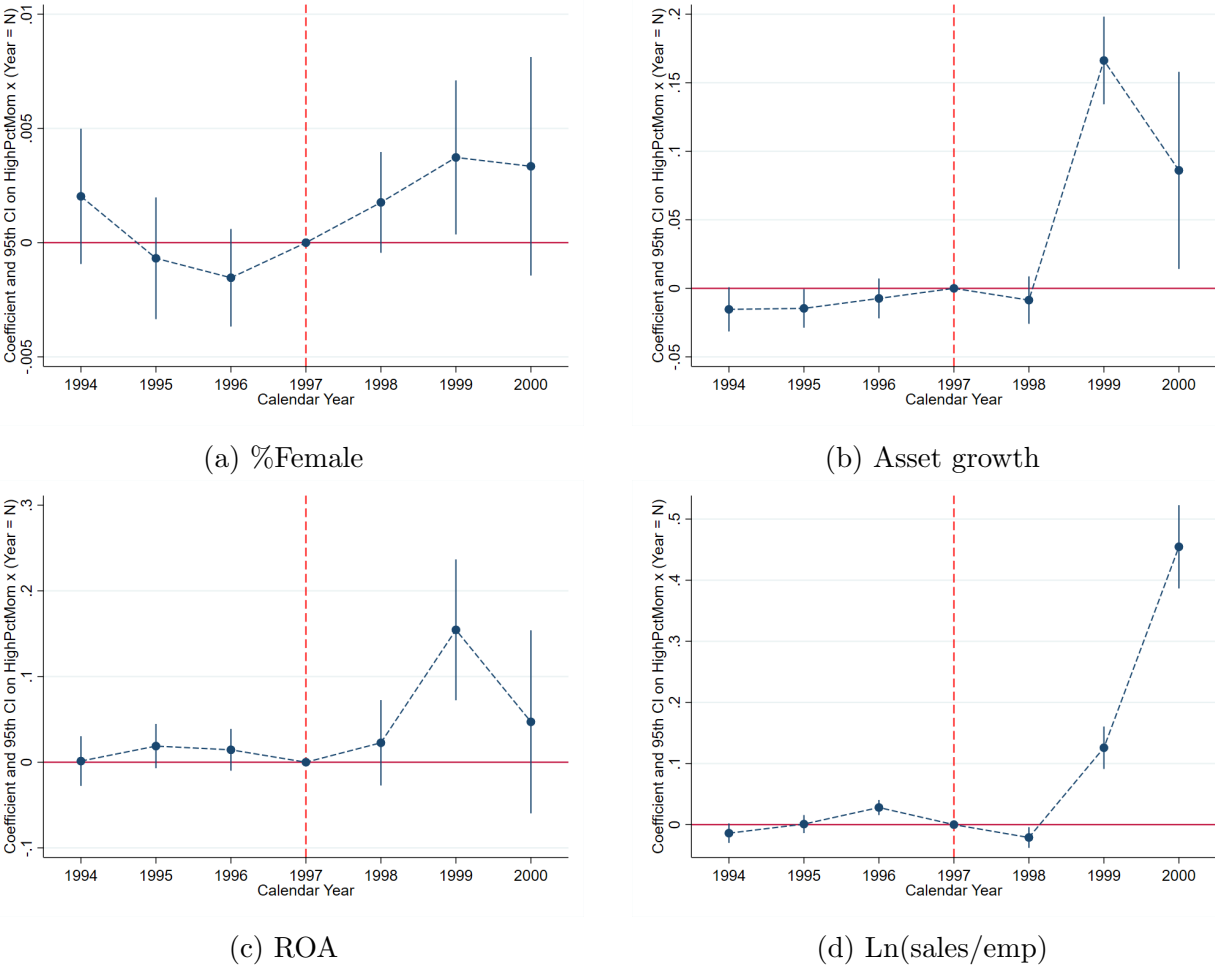 Coefficient and 95th CI on HighPctMom x (Year = N)
.01
.005
0
-.005
1994 1995 1996 1997 1998 1999 2000
Calendar Year
(a) %Female
Coefficient and 95th CI on HighPctMom x (Year = N)
.2
.15
.1
.05
0
-.05
1994 1995 1996 1997 1998 1999 2000
Calendar Year
(b) Asset growth
Coefficient and 95th CI on HighPctMom x (Year = N)
.3
.2
.1
0
-.1
1994 1995 1996 1997 1998 1999 2000
Calendar Year
(c) ROA
Coefficient and 95th CI on HighPctMom x (Year = N)
.5
.4
.3
.2
.1
0
1994 1995 1996 1997 1998 1999 2000
Calendar Year
(d) Ln(sales/emp)